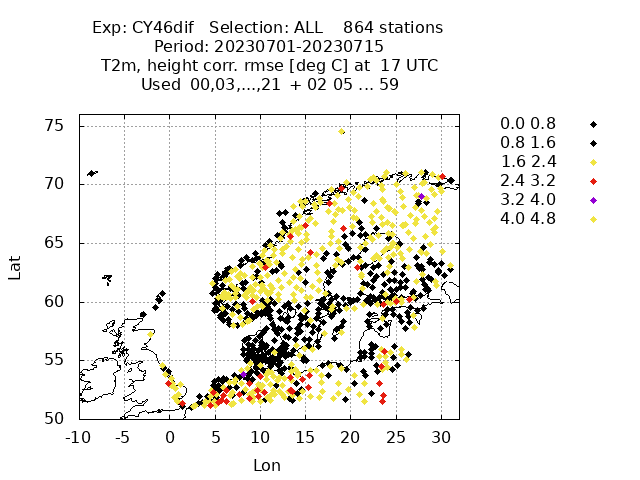 Exp: CY46dif   Selection: ALL    864 stations
Period: 20230701-20230715
T2m, height corr. rmse [deg C] at  17 UTC
Used  00,03,...,21  + 02 05 ... 59
0.0 0.8
0.8 1.6
1.6 2.4
2.4 3.2
3.2 4.0
4.0 4.8
75
70
65
60
55
50
Lat
-10 -5 0 5 10 15 20 25 30
Lon